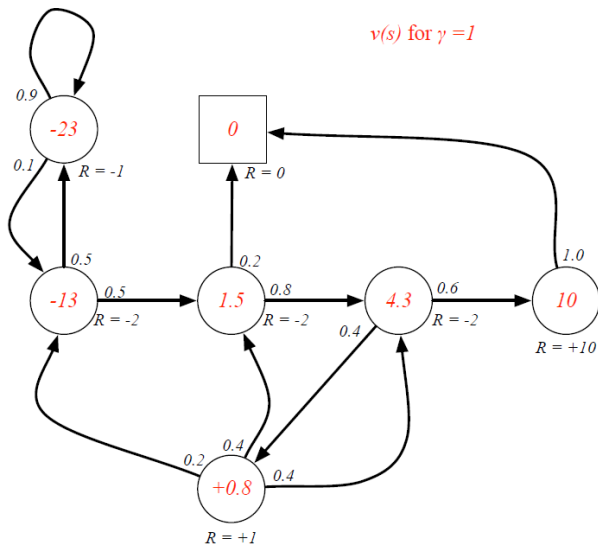 v(s) for γ =1
0.9
-23
0
0.1
R = -1
R = 0
0.5
0.2
1.0
-13
0.5
1.5
0.8
4.3
0.6
10
R = -2
R = -2
0.4
R = -2
R = +10
0.4
0.2
+0.8
0.4
R = +1